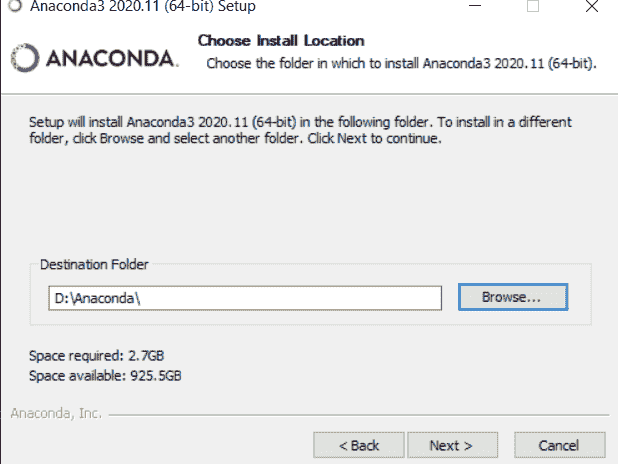 Anaconda3 2020.11 (64-bit) Setup
Choose Install Location
ANACONDA.
Choose the folder in which to install Anaconda3 2020.11 (64-bit).
Setup will install Anaconda3 2020.11 (64-bit) in the following folder. To install in a different
folder, click Browse and select another folder. Click Next to continue.
Destination Folder
D:\Anaconda\
Browse...
Space required: 2.7GB
Space available: 925.5GB
Anaconda, Inc.
< Back
Next >
Cancel